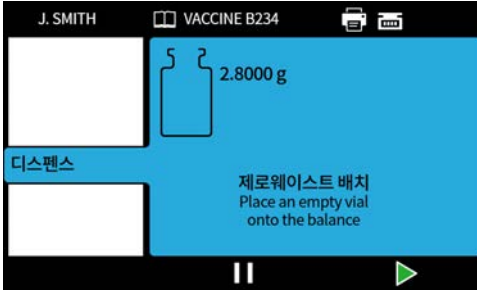 J. SMITH
VACCINE B234
2.8000 g
디스펜스
제로웨이스트 배치
Place an empty vial
onto the balance